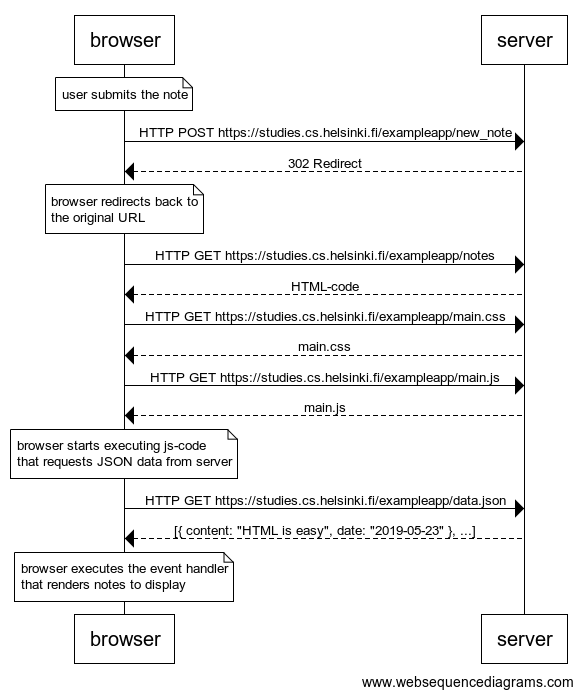 browser
server
user submits the note
HTTP POST https://studies.cs.helsinki.fi/exampleapp/new_note
302 Redirect
browser redirects back to
the original URL
HTTP GET https://studies.cs.helsinki.fi/exampleapp/notes
HTML-code
HTTP GET https://studies.cs.helsinki.fi/exampleapp/main.css
main.css
HTTP GET https://studies.cs.helsinki.fi/exampleapp/main.js
main.js
browser starts executing js-code
that requests JSON data from server
HTTP GET https://studies.cs.helsinki.fi/exampleapp/data.json
[{ content: "HTML is easy", date: "2019-05-23" }, ...]
browser executes the event handler
that renders notes to display
browser
server
www.websequencediagrams.com